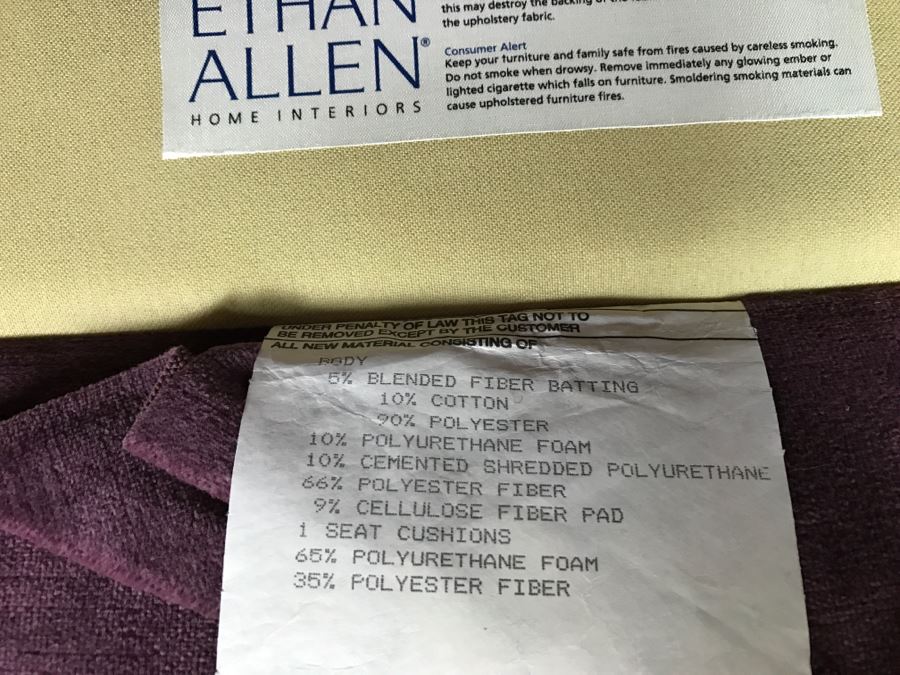 ETHAN
ALLEN®
HOME INTERIORS
this may destroy the backing of the
the upholstery fabric.
Consumer Alert
Keep your furniture and family safe from fires caused by careless smoking.
Do not smoke when drowsy. Remove immediately any glowing ember or
lighted cigarette which falls on furniture. Smoldering smoking materials can
cause upholstered furniture fires.
UNDER PENALTY OF LAW THIS TAG NOT TO
BE REMOVED EXCEPT BY THE CUSTOMER
ALL NEW MATERIAL CONSISTING OF
BODY
5% BLENDED FIBER BATTING
10% COTTON
90% POLYESTER
10% POLYURETHANE FOAM
10% CEMENTED SHREDDED POLYURETHANE
66% POLYESTER FIBER
9% CELLULOSE FIBER PAD
1 SEAT CUSHIONS
65% POLYURETHANE FOAM
35% POLYESTER FIBER